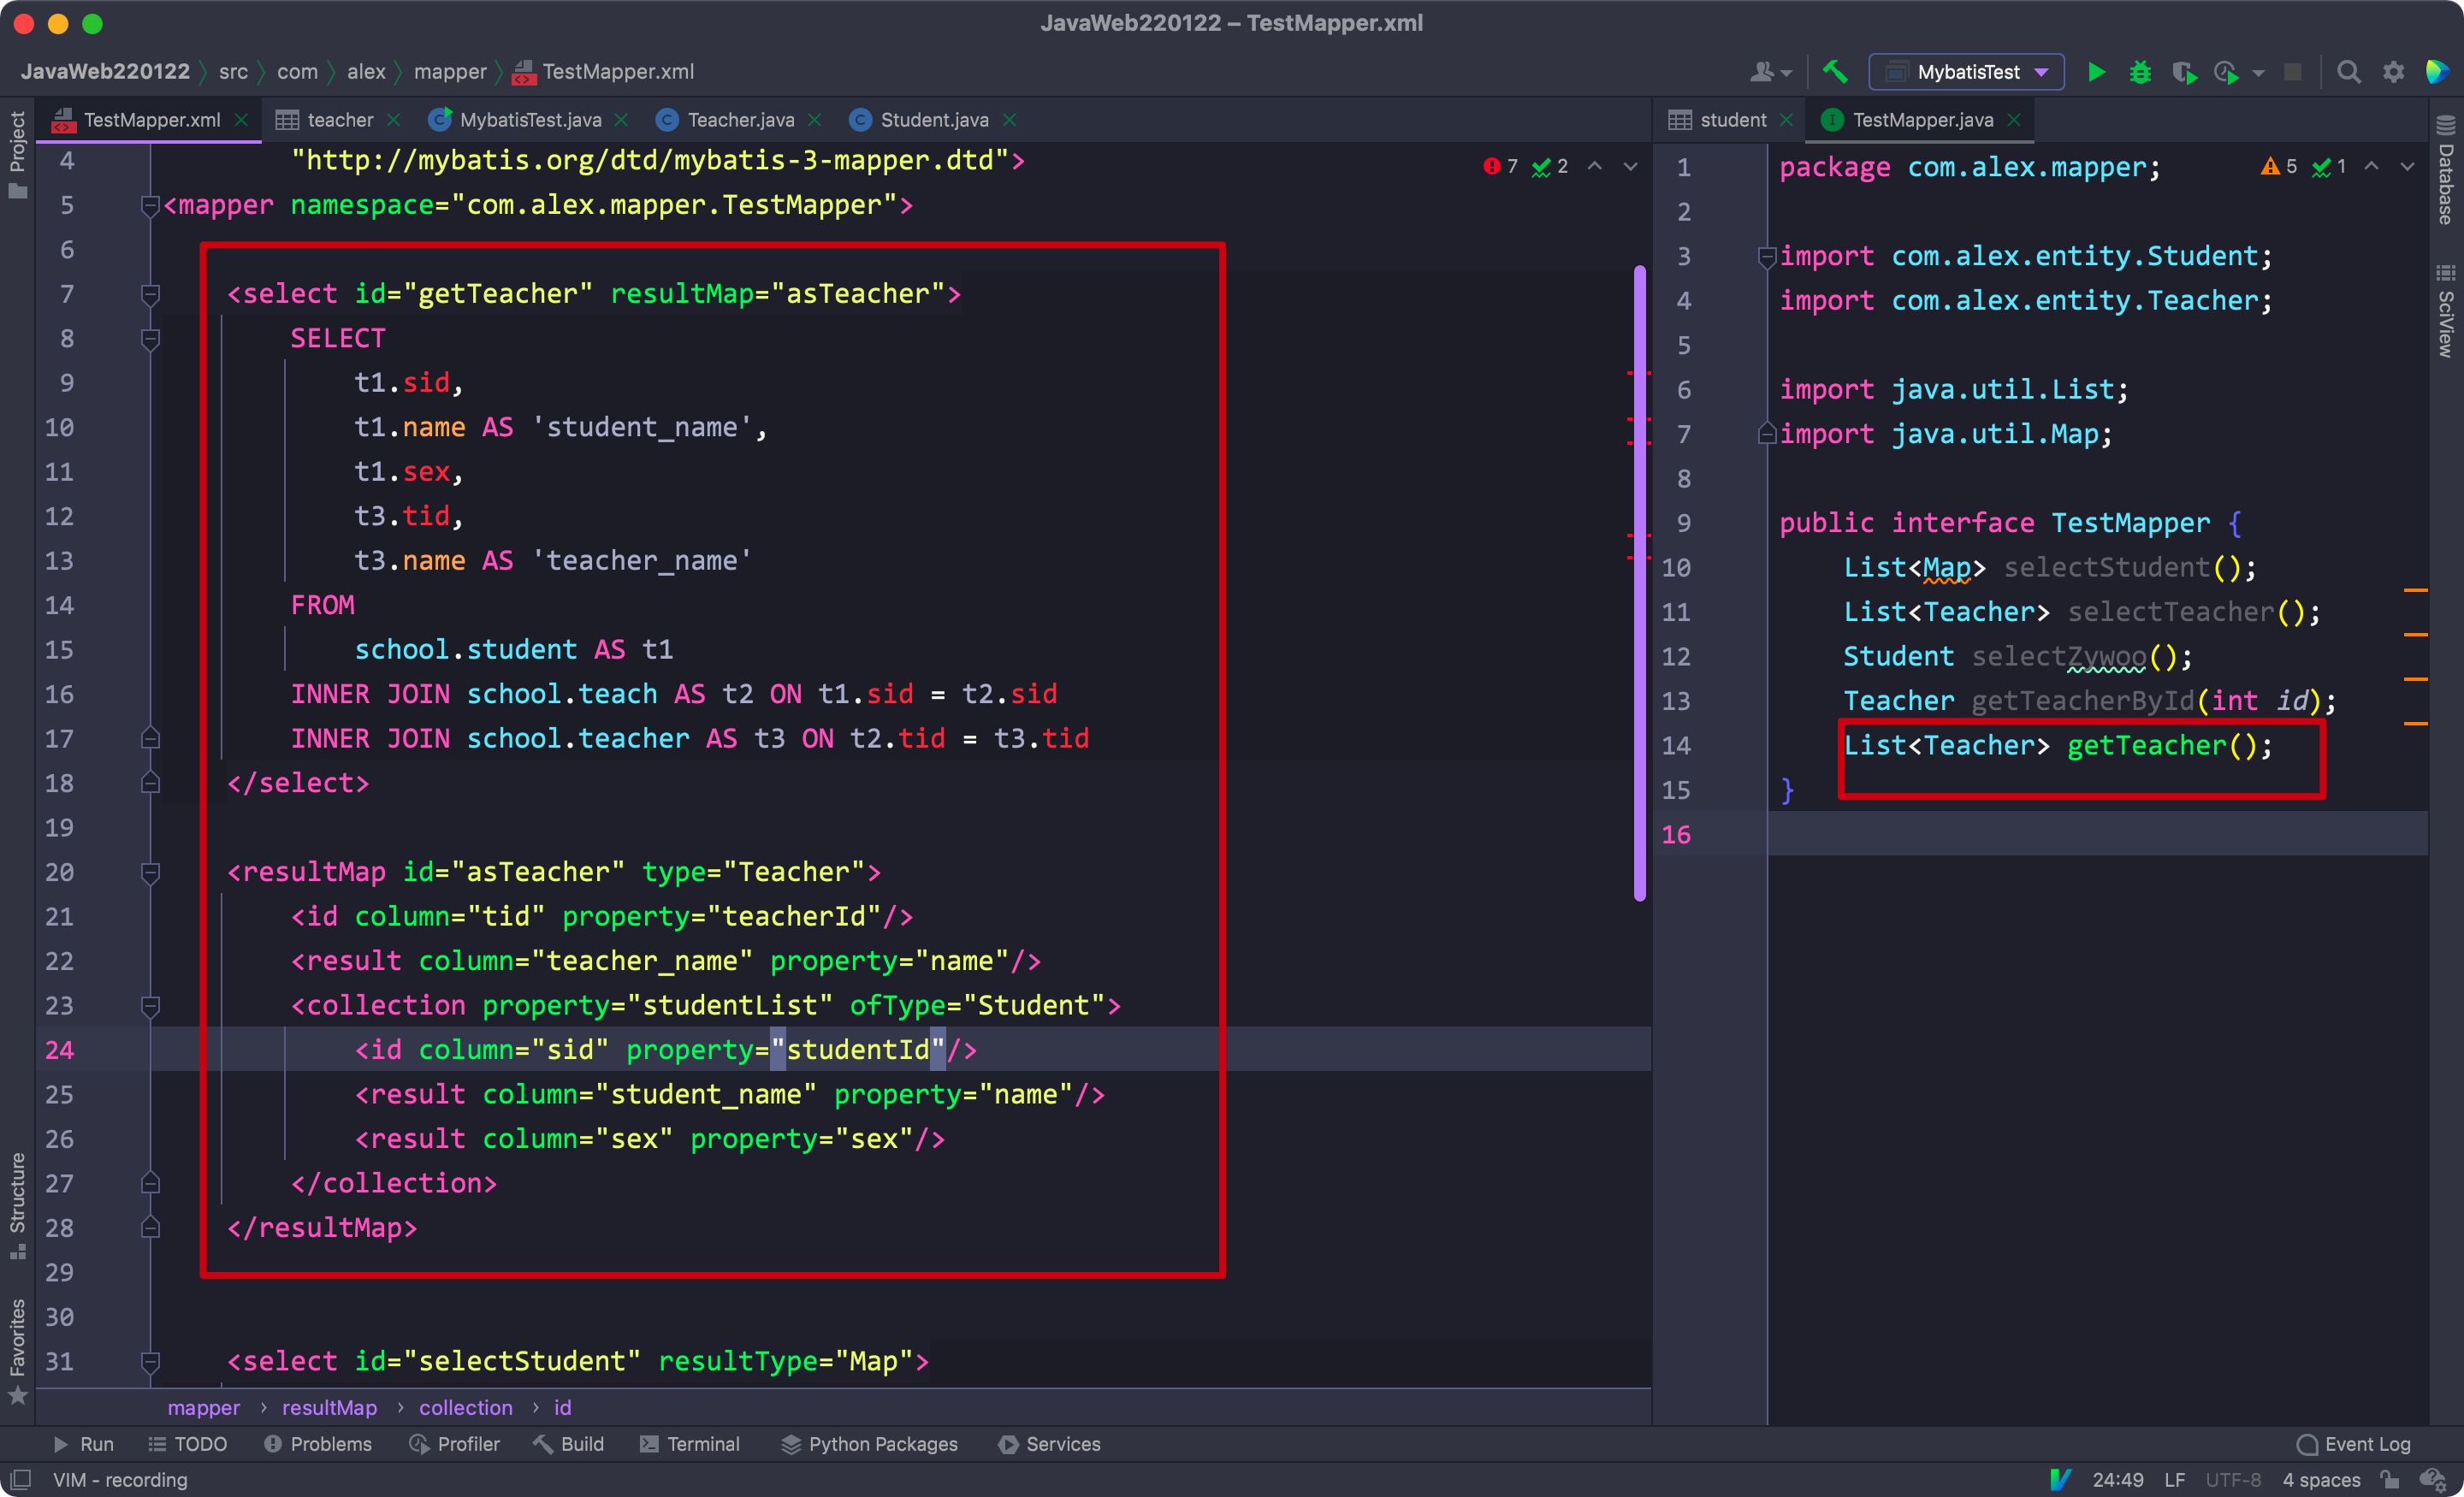 JavaWeb220122 – TestMapper.xml
JavaWeb220122 src com alex mapper TestMapper.xml
MybatisTest
TestMapper.xml teacher MybatisTest.java Teacher.java Student.java
student TestMapper.java
Project
Structure
Favorites
7 2
4 "http://mybatis.org/dtd/mybatis-3-mapper.dtd">
5 <mapper namespace="com.alex.mapper.TestMapper">
6
7 <select id="getTeacher" resultMap="asTeacher">
8 SELECT
9 t1.sid,
10 t1.name AS 'student_name',
11 t1.sex,
12 t3.tid,
13 t3.name AS 'teacher_name'
14 FROM
15 school.student AS t1
16 INNER JOIN school.teach AS t2 ON t1.sid = t2.sid
17 INNER JOIN school.teacher AS t3 ON t2.tid = t3.tid
18 </select>
19
20 <resultMap id="asTeacher" type="Teacher">
21 <id column="tid" property="teacherId"/>
22 <result column="teacher_name" property="name"/>
23 <collection property="studentList" ofType="Student">
24 <id column="sid" property="studentId"/>
25 <result column="student_name" property="name"/>
26 <result column="sex" property="sex"/>
27 </collection>
28 </resultMap>
29
30
31 <select id="selectStudent" resultType="Map">
mapper › resultMap › collection › id
5 1
1 package com.alex.mapper;
2
3 import com.alex.entity.Student;
4 import com.alex.entity.Teacher;
5
6 import java.util.List;
7 import java.util.Map;
8
9 public interface TestMapper {
10 List<Map> selectStudent();
11 List<Teacher> selectTeacher();
12 Student selectZywoo();
13 Teacher getTeacherById(int id);
14 List<Teacher> getTeacher();
15 }
16
Database
SciView
Run TODO Problems Profiler Build Terminal Python Packages Services Event Log
VIM - recording 24:49 LF UTF-8 4 spaces